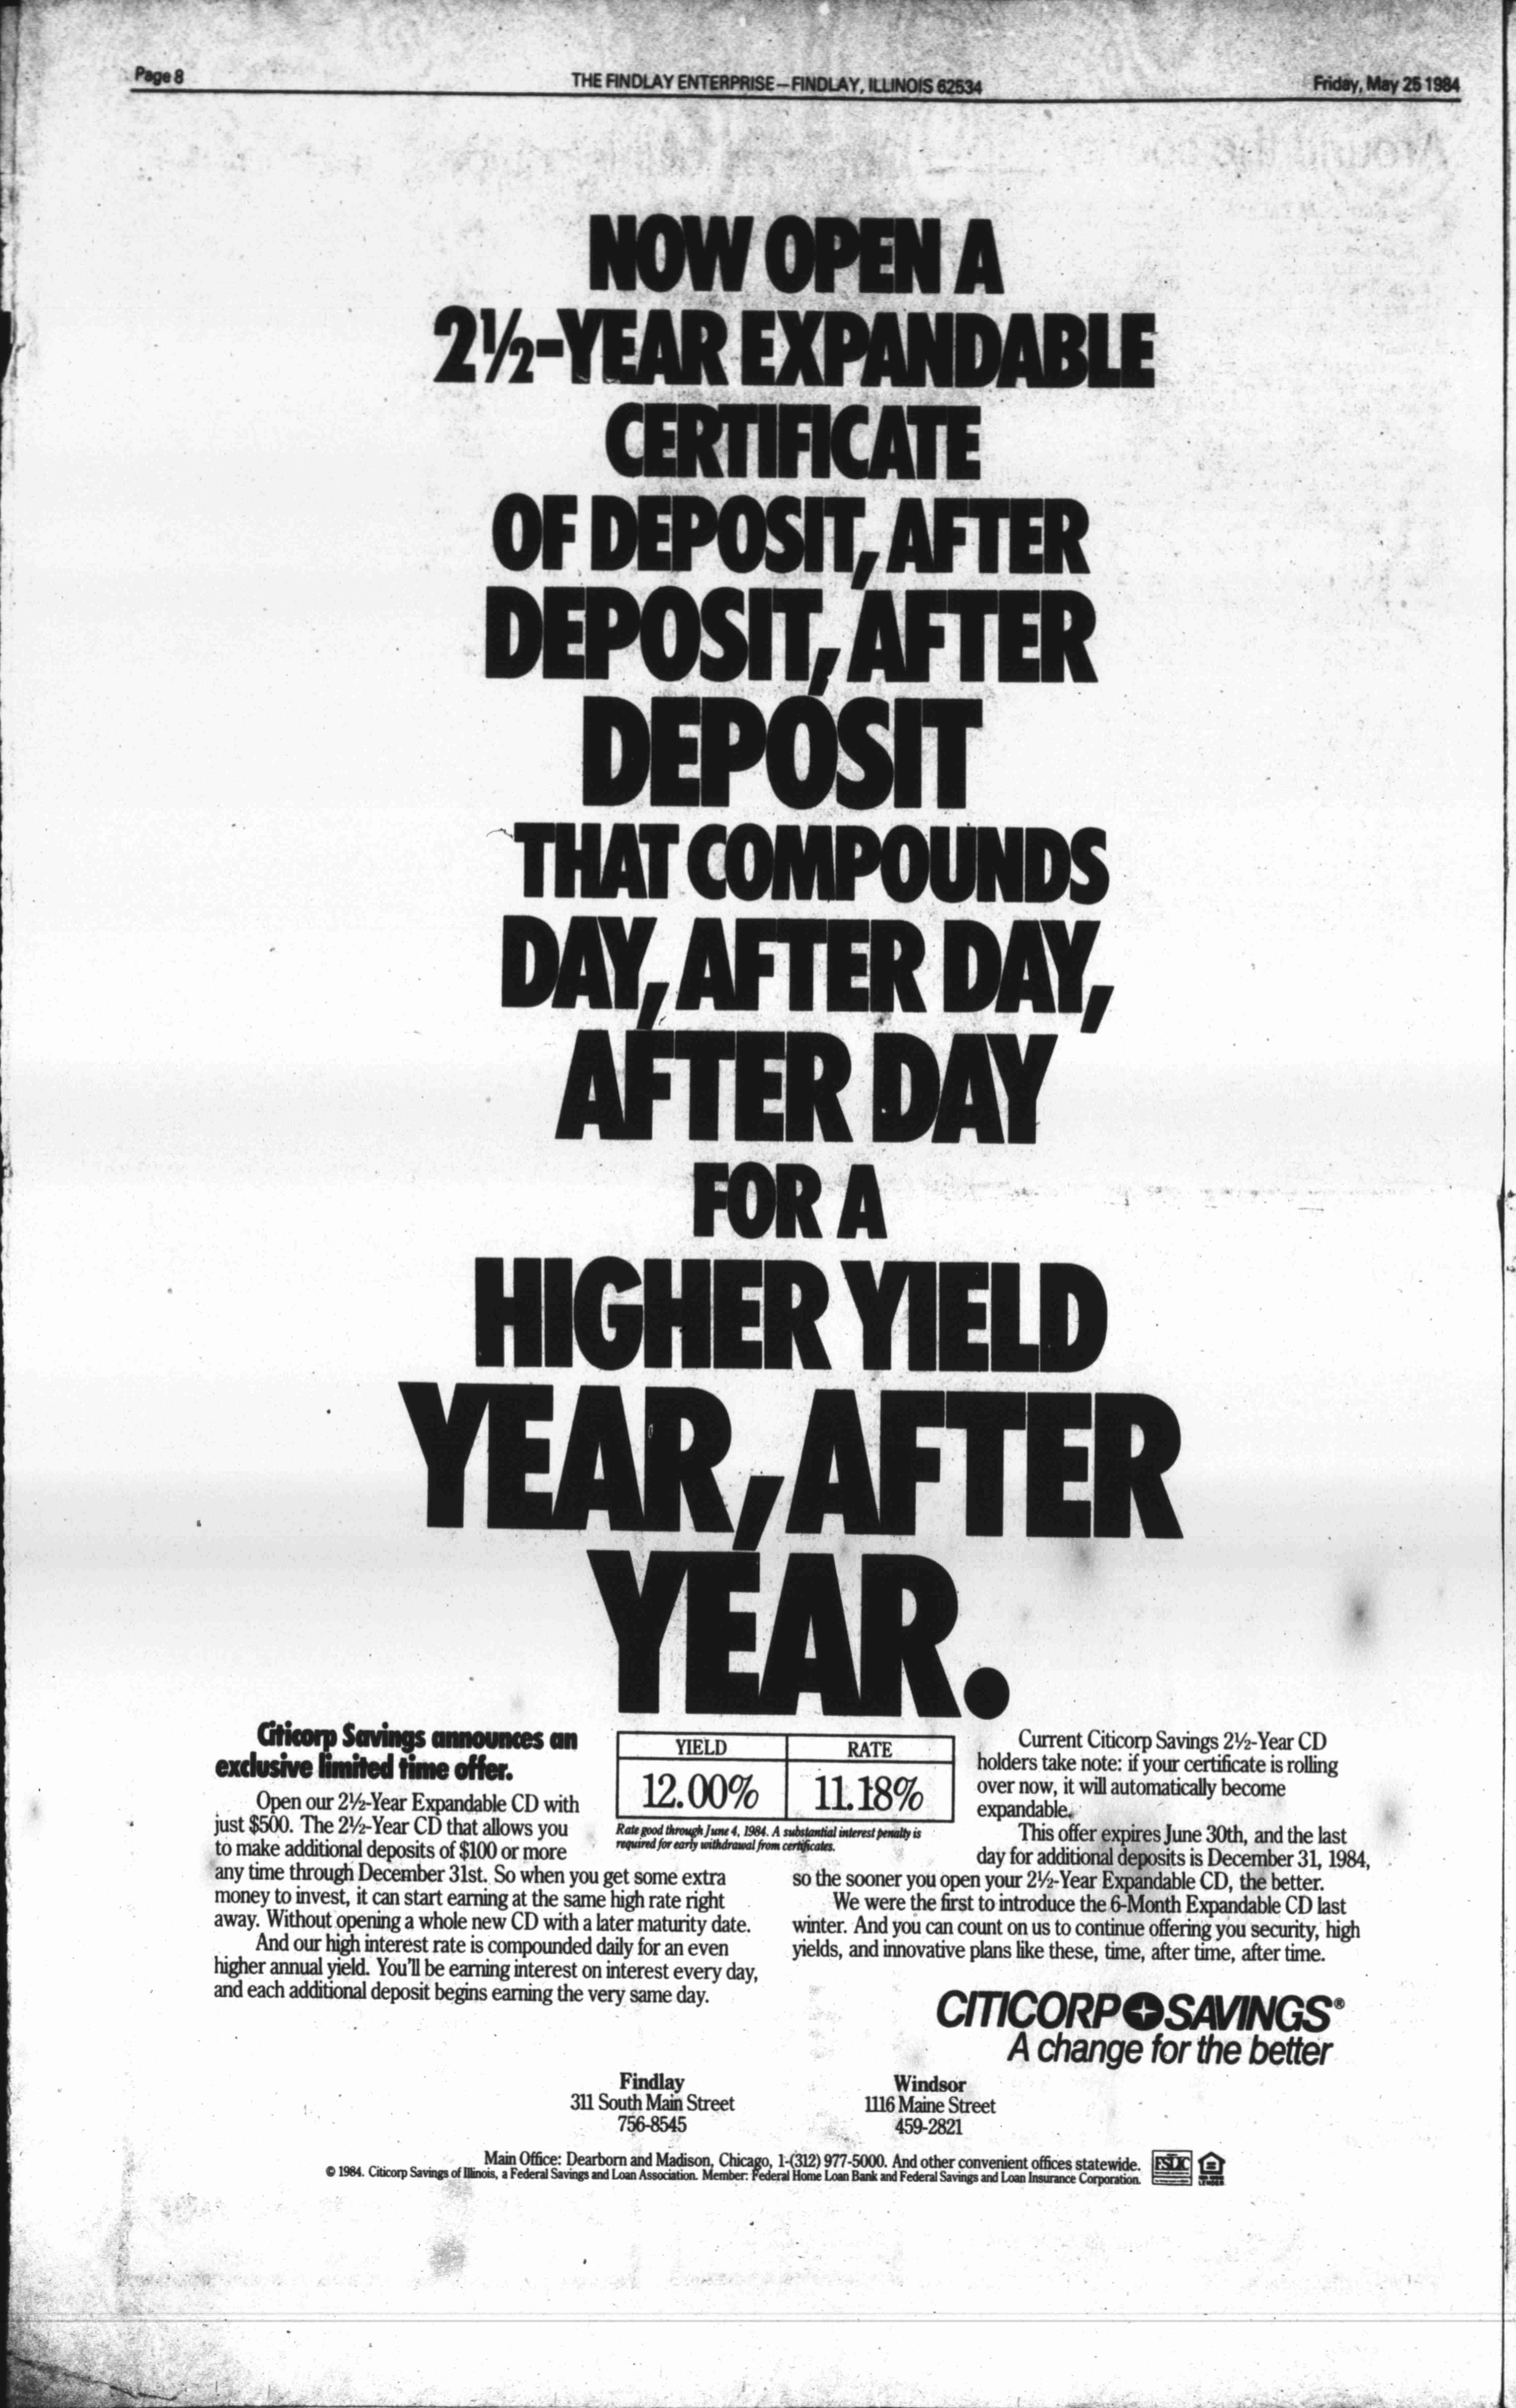 Page 8
THE FINDLAY ENTERPRISE—FINDLAY, ILLINOIS 62534
Friday, May 25 1984
NOW OPEN A
2½-YEAR EXPANDABLE
CERTIFICATE
OF DEPOSIT, AFTER
DEPOSIT, AFTER
DEPOSIT
THAT COMPOUNDS
DAY, AFTER DAY,
AFTER DAY
FOR A
HIGHER YIELD
YEAR, AFTER
YEAR.
Citicorp Savings announces an
exclusive limited time offer.
Open our 2½-Year Expandable CD with
just $500. The 2½-Year CD that allows you
to make additional deposits of $100 or more
any time through December 31st. So when you get some extra
money to invest, it can start earning at the same high rate right
away. Without opening a whole new CD with a later maturity date.
And our high interest rate is compounded daily for an even
higher annual yield. You'll be earning interest on interest every day,
and each additional deposit begins earning the very same day.
YIELD
RATE
12.00%
11.18%
Rate good through June 4, 1984. A substantial interest penalty is
required for early withdrawal from certificates.
Current Citicorp Savings 2½-Year CD
holders take note: if your certificate is rolling
over now, it will automatically become
expandable.
This offer expires June 30th, and the last
day for additional deposits is December 31, 1984,
so the sooner you open your 2½-Year Expandable CD, the better.
We were the first to introduce the 6-Month Expandable CD last
winter. And you can count on us to continue offering you security, high
yields, and innovative plans like these, time, after time, after time.
CITICORP SAVINGS®
A change for the better
Findlay
311 South Main Street
756-8545
Windsor
1116 Maine Street
459-2821
Main Office: Dearborn and Madison, Chicago, 1-(312) 977-5000. And other convenient offices statewide.
© 1984. Citicorp Savings of Illinois, a Federal Savings and Loan Association. Member: Federal Home Loan Bank and Federal Savings and Loan Insurance Corporation.
FSLIC